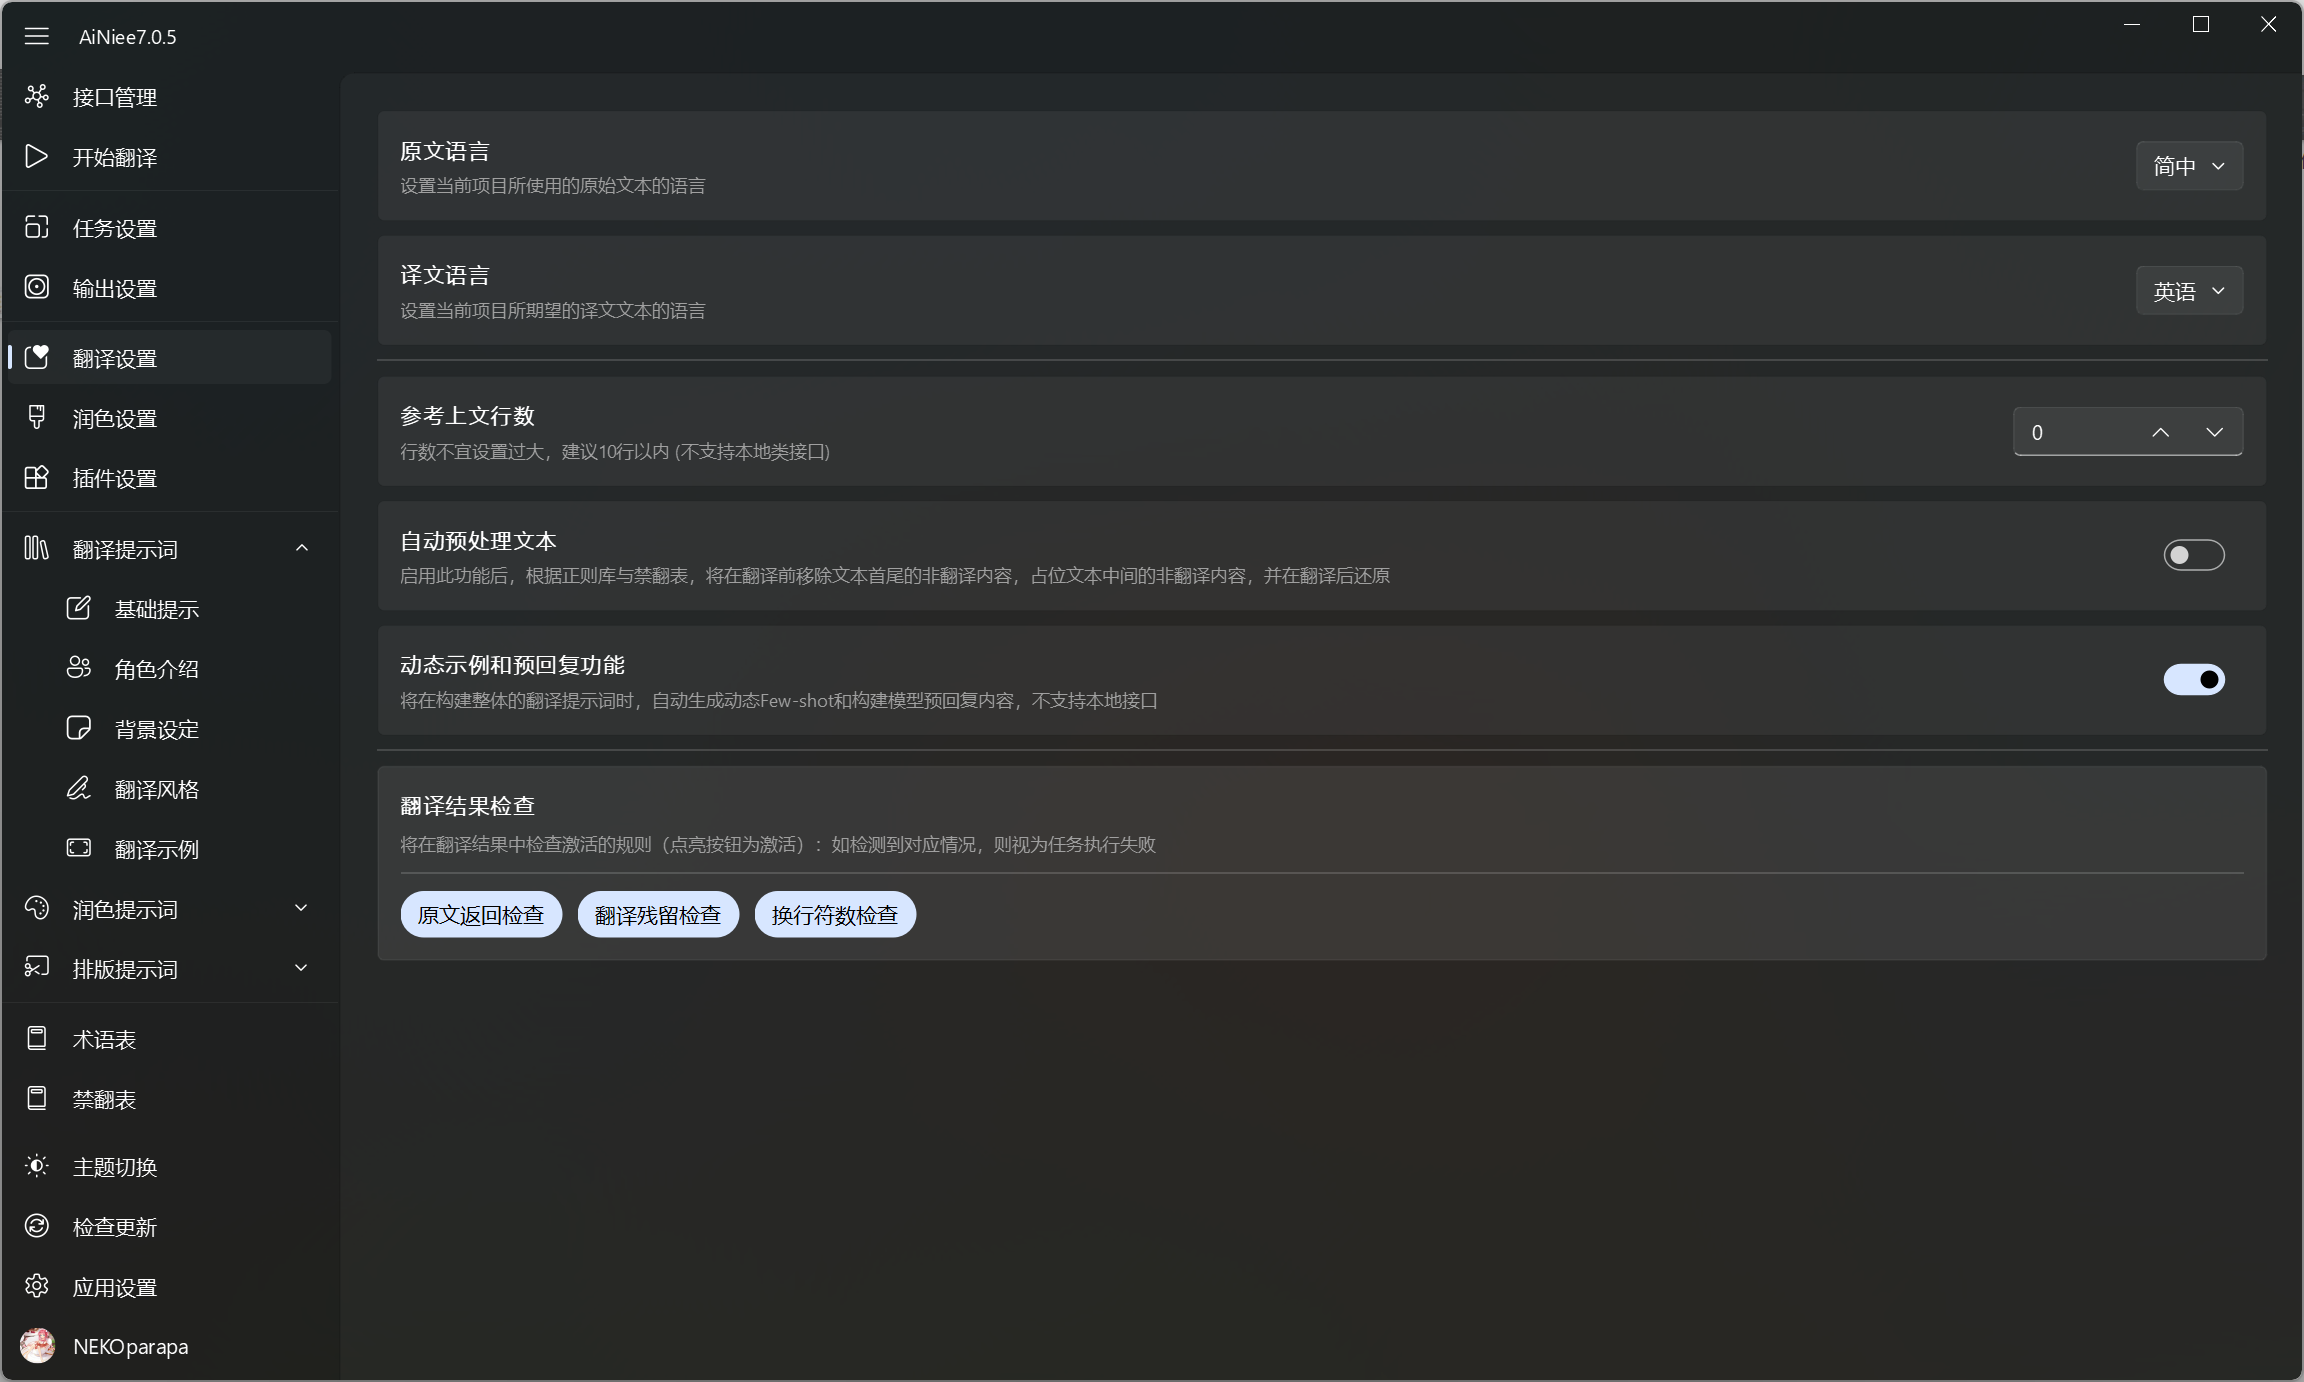 AiNiee7.0.5
接口管理
开始翻译
任务设置
输出设置
翻译设置
润色设置
插件设置
翻译提示词
基础提示
角色介绍
背景设定
翻译风格
翻译示例
润色提示词
排版提示词
术语表
禁翻表
主题切换
检查更新
应用设置
NEKOparapa
原文语言
设置当前项目所使用的原始文本的语言
简中
译文语言
设置当前项目所期望的译文文本的语言
英语
参考上文行数
行数不宜设置过大，建议10行以内 (不支持本地类接口)
0
自动预处理文本
启用此功能后，根据正则库与禁翻表，将在翻译前移除文本首尾的非翻译内容，占位文本中间的非翻译内容，并在翻译后还原
动态示例和预回复功能
将在构建整体的翻译提示词时，自动生成动态Few-shot和构建模型预回复内容，不支持本地接口
翻译结果检查
将在翻译结果中检查激活的规则（点亮按钮为激活）：如检测到对应情况，则视为任务执行失败
原文返回检查 翻译残留检查 换行符数检查